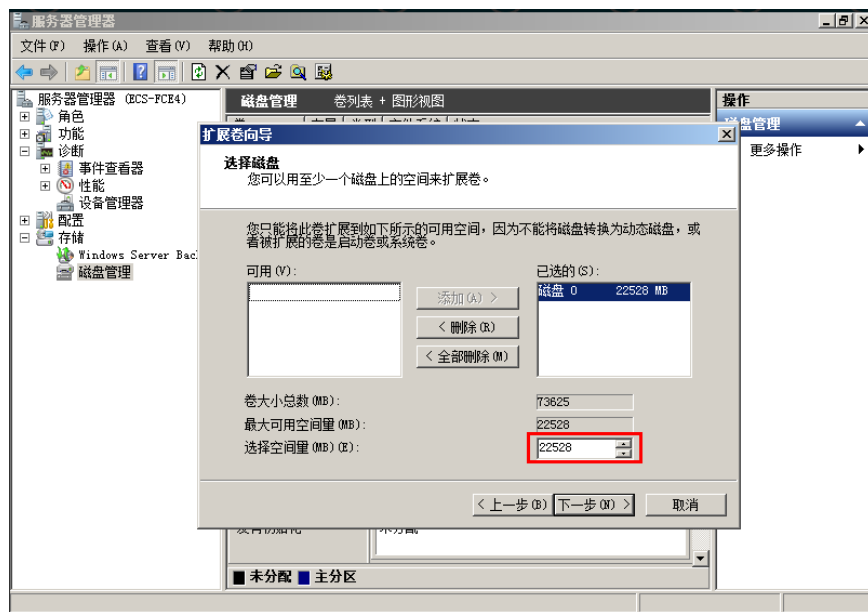 服务器管理器
文件(F) 操作(A) 查看(V) 帮助(H)
服务器管理器 (ECS-FCE4)
角色
功能
诊断
事件查看器
性能
设备管理器
配置
存储
Windows Server Bac
磁盘管理
磁盘管理 卷列表 + 图形视图
操作
磁盘管理
更多操作
扩展卷向导
选择磁盘
您可以用至少一个磁盘上的空间来扩展卷。
您只能将此卷扩展到如下所示的可用空间，因为不能将磁盘转换为动态磁盘，或
者被扩展的卷是启动卷或系统卷。
可用(V):
已选的(S):
添加(A) >
磁盘 0 22528 MB
< 删除(R)
< 全部删除(M)
卷大小总数(MB): 73625
最大可用空间量(MB): 22528
选择空间量(MB)(E): 22528
< 上一步(B) 下一步(N) > 取消
未分配 主分区